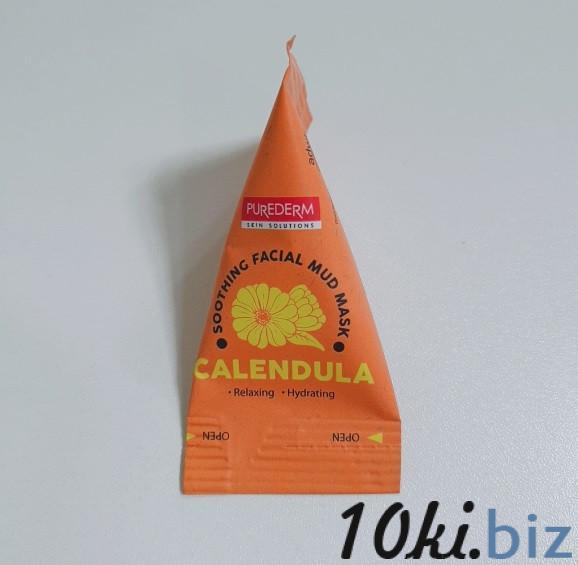 PUREDERM
SKIN SOLUTIONS
SOOTHING FACIAL MUD MASK
CALENDULA
• Relaxing • Hydrating
OPEN OPEN
10ki.biz